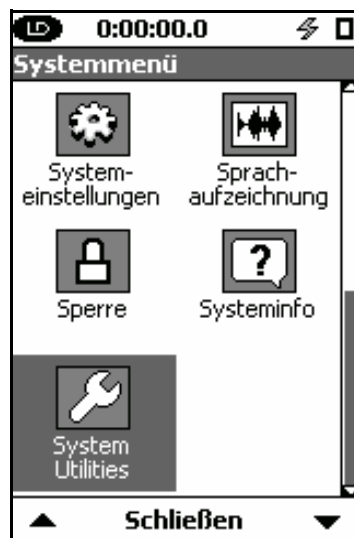 LD 0:00:00.0
Systemmenü
System-
einstellungen
Sprach-
aufzeichnung
Sperre
Systeminfo
System
Utilities
Schließen